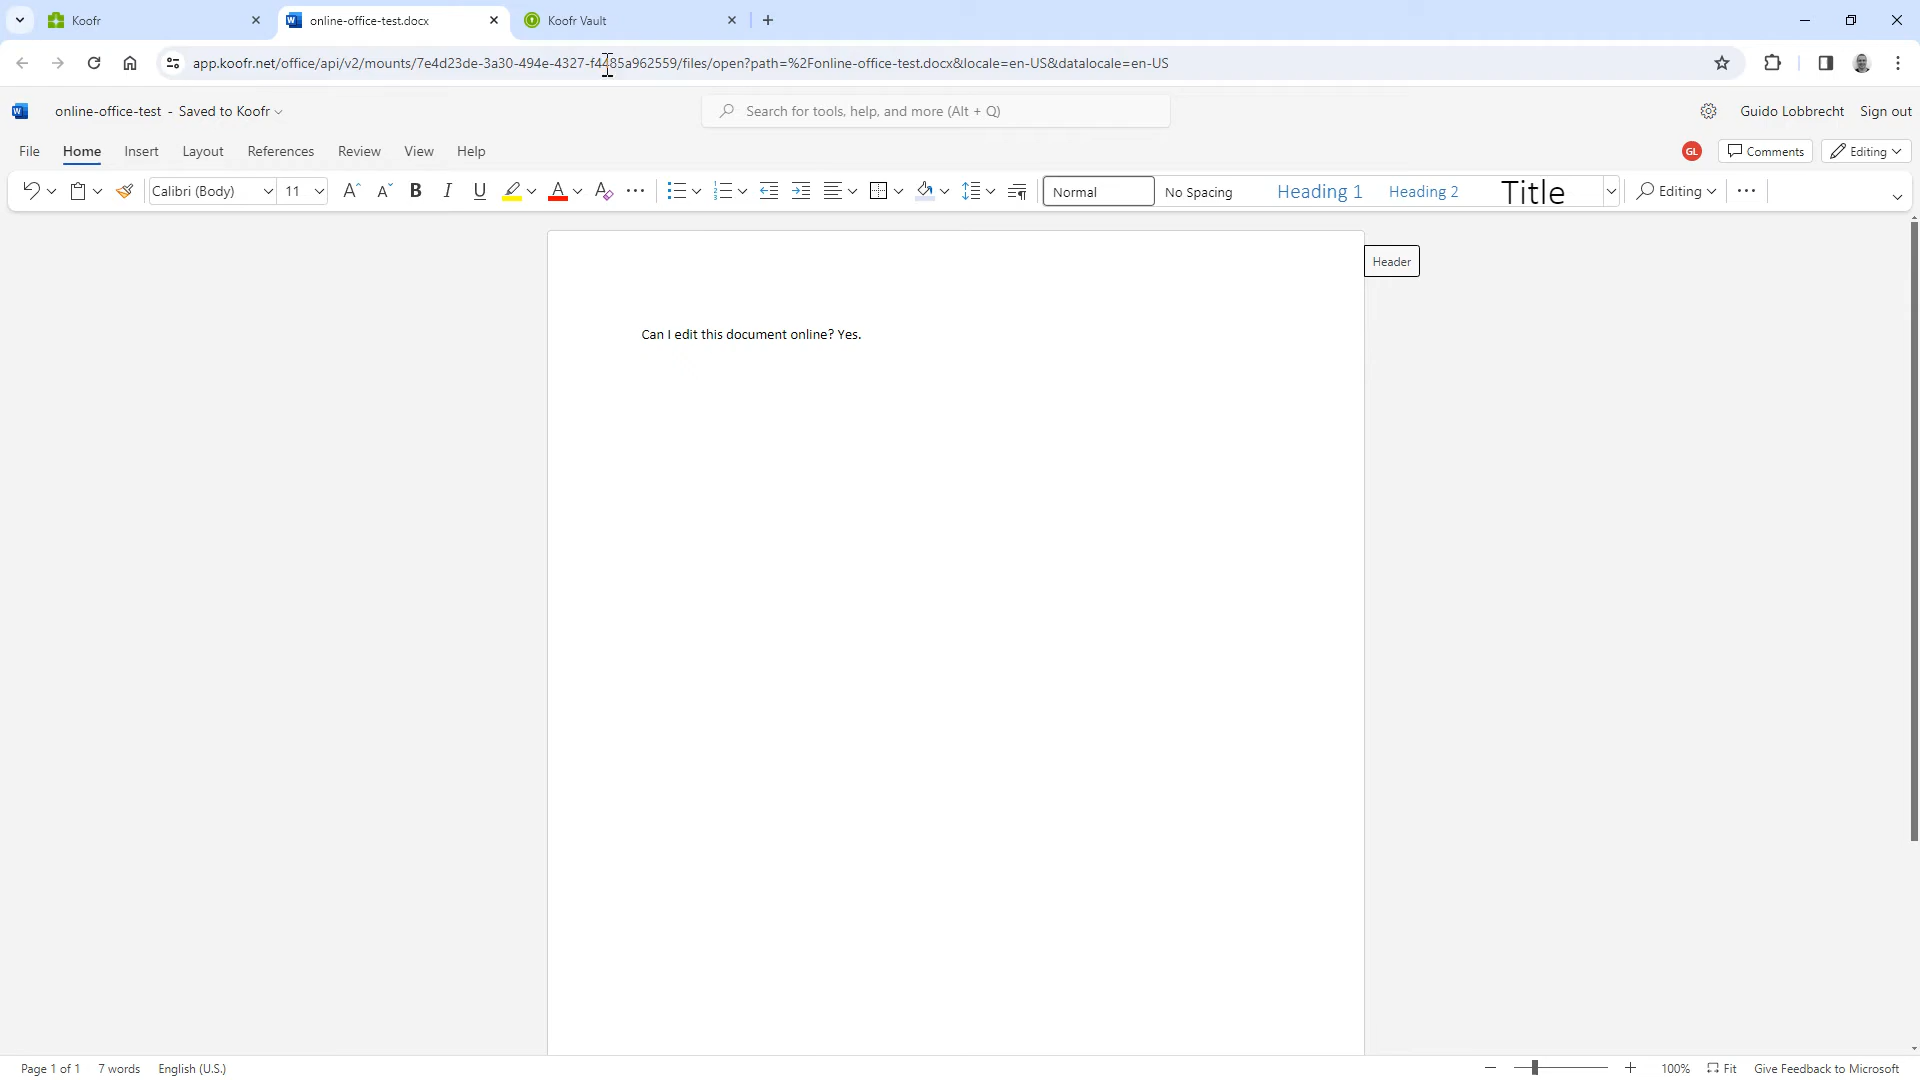 Koofr
online-office-test.docx
Koofr Vault
app.koofr.net/office/api/v2/mounts/7e4d23de-3a30-494e-4327-f4485a962559/files/open?path=%2Fonline-office-test.docx&locale=en-US&datalocale=en-US
online-office-test - Saved to Koofr
Search for tools, help, and more (Alt + Q)
Guido Lobbrecht
Sign out
File
Home
Insert
Layout
References
Review
View
Help
GL
Comments
Editing
Calibri (Body)
11
Normal
No Spacing
Heading 1
Heading 2
Title
Editing
Header
Can I edit this document online? Yes.
Page 1 of 1
7 words
English (U.S.)
100%
Fit
Give Feedback to Microsoft